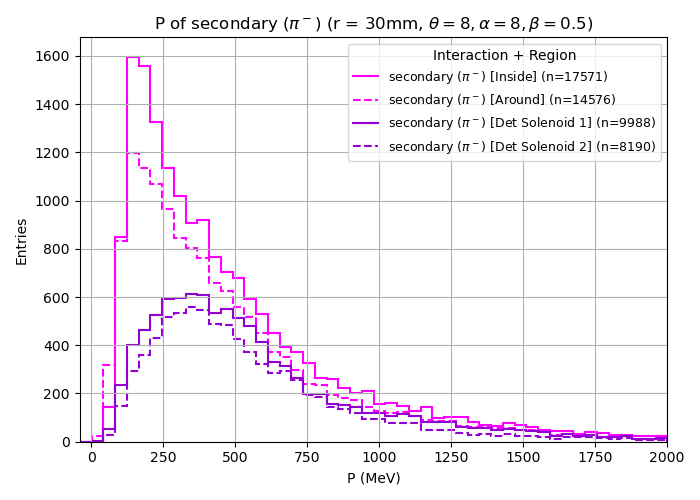 P of secondary (π⁻) (r = 30mm, θ = 8, α = 8, β = 0.5)
Interaction + Region
secondary (π⁻) [Inside] (n=17571)
secondary (π⁻) [Around] (n=14576)
secondary (π⁻) [Det Solenoid 1] (n=9988)
secondary (π⁻) [Det Solenoid 2] (n=8190)
Entries
1600
1400
1200
1000
800
600
400
200
0
0 250 500 750 1000 1250 1500 1750 2000
P (MeV)